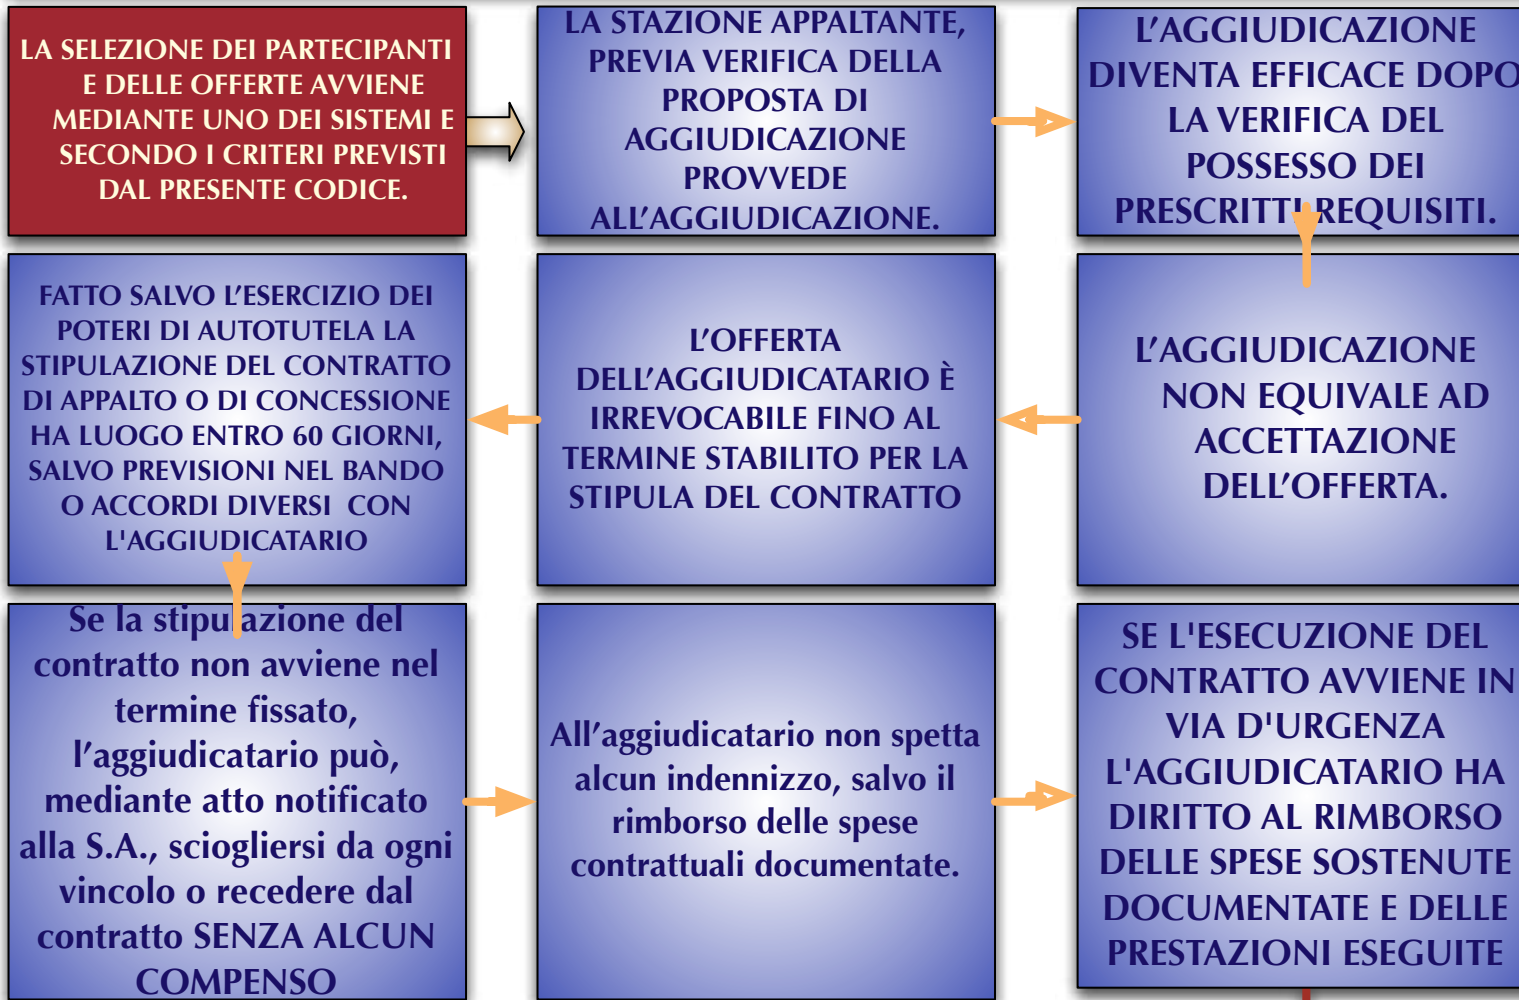 LA SELEZIONE DEI PARTECIPANTI
E DELLE OFFERTE AVVIENE
MEDIANTE UNO DEI SISTEMI E
SECONDO I CRITERI PREVISTI
DAL PRESENTE CODICE.
LA STAZIONE APPALTANTE,
PREVIA VERIFICA DELLA
PROPOSTA DI
AGGIUDICAZIONE
PROVVEDE
ALL’AGGIUDICAZIONE.
L’AGGIUDICAZIONE
DIVENTA EFFICACE DOPO
LA VERIFICA DEL
POSSESSO DEI
PRESCRITTI REQUISITI.
L’AGGIUDICAZIONE
NON EQUIVALE AD
ACCETTAZIONE
DELL’OFFERTA.
L’OFFERTA
DELL’AGGIUDICATARIO È
IRREVOCABILE FINO AL
TERMINE STABILITO PER LA
STIPULA DEL CONTRATTO
FATTO SALVO L’ESERCIZIO DEI
POTERI DI AUTOTUTELA LA
STIPULAZIONE DEL CONTRATTO
DI APPALTO O DI CONCESSIONE
HA LUOGO ENTRO 60 GIORNI,
SALVO PREVISIONI NEL BANDO
O ACCORDI DIVERSI CON
L'AGGIUDICATARIO
Se la stipulazione del
contratto non avviene nel
termine fissato,
l’aggiudicatario può,
mediante atto notificato
alla S.A., sciogliersi da ogni
vincolo o recedere dal
contratto SENZA ALCUN
COMPENSO
All’aggiudicatario non spetta
alcun indennizzo, salvo il
rimborso delle spese
contrattuali documentate.
SE L'ESECUZIONE DEL
CONTRATTO AVVIENE IN
VIA D'URGENZA
L'AGGIUDICATARIO HA
DIRITTO AL RIMBORSO
DELLE SPESE SOSTENUTE
DOCUMENTATE E DELLE
PRESTAZIONI ESEGUITE